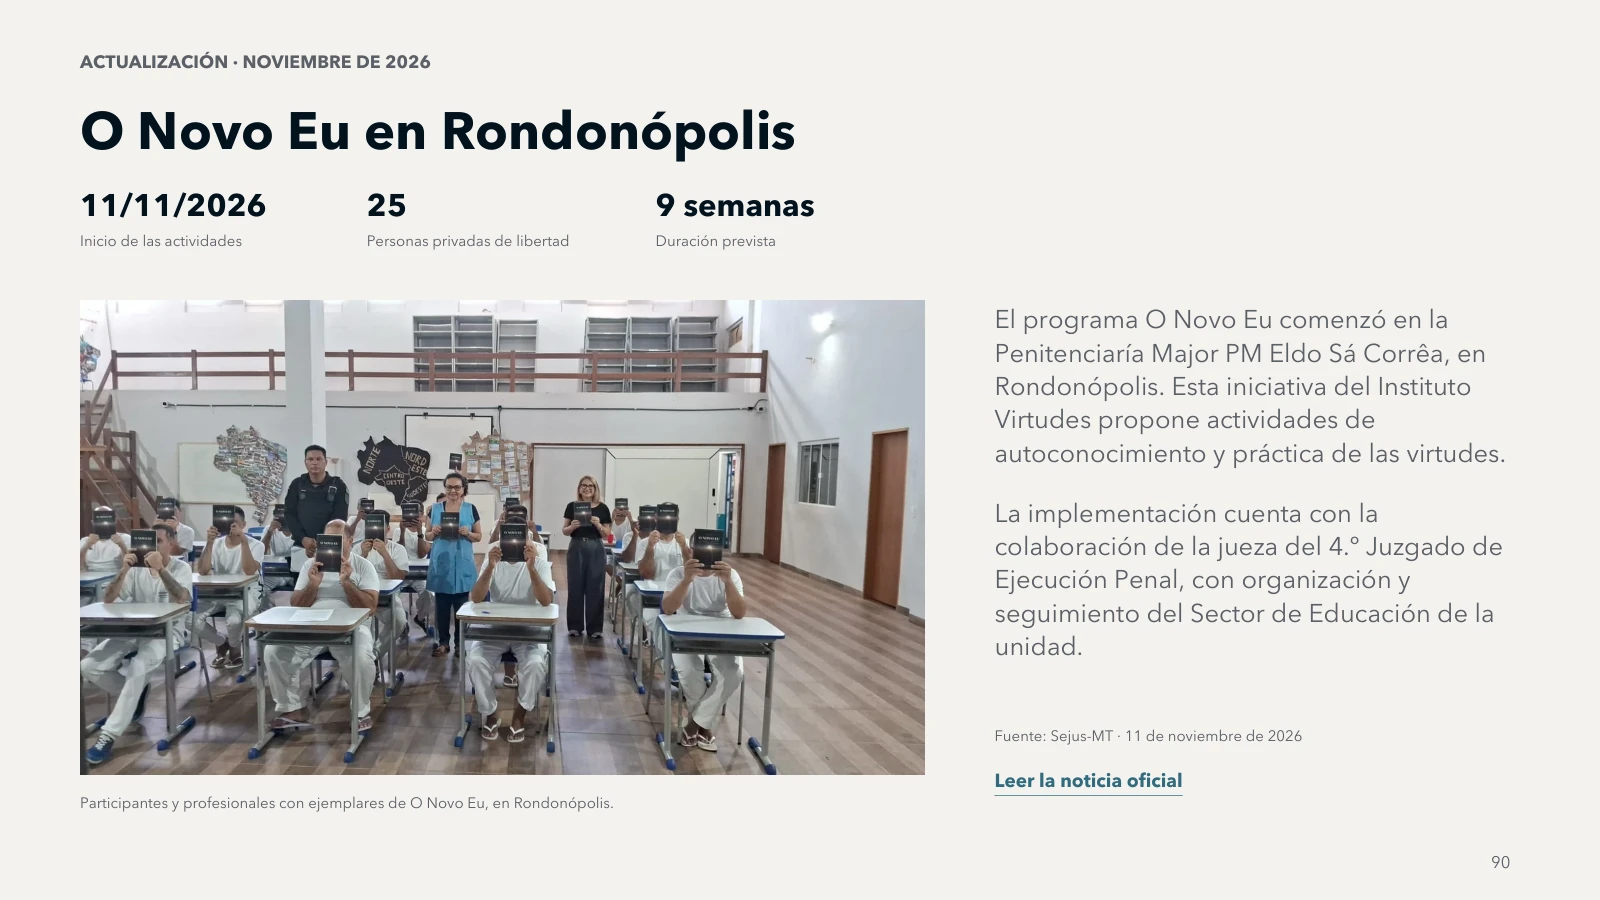 ACTUALIZACIÓN · NOVIEMBRE DE 2026
O Novo Eu en Rondonópolis
11/11/2026
Inicio de las actividades
25
Personas privadas de libertad
9 semanas
Duración prevista
NORTE
NORD
ESTE
CENTRO
OESTE
El programa O Novo Eu comenzó en la
Penitenciaría Major PM Eldo Sá Corrêa, en
Rondonópolis. Esta iniciativa del Instituto
Virtudes propone actividades de
autoconocimiento y práctica de las virtudes.
La implementación cuenta con la
colaboración de la jueza del 4.º Juzgado de
Ejecución Penal, con organización y
seguimiento del Sector de Educación de la
unidad.
Fuente: Sejus-MT · 11 de noviembre de 2026
Leer la noticia oficial
Participantes y profesionales con ejemplares de O Novo Eu, en Rondonópolis.
90